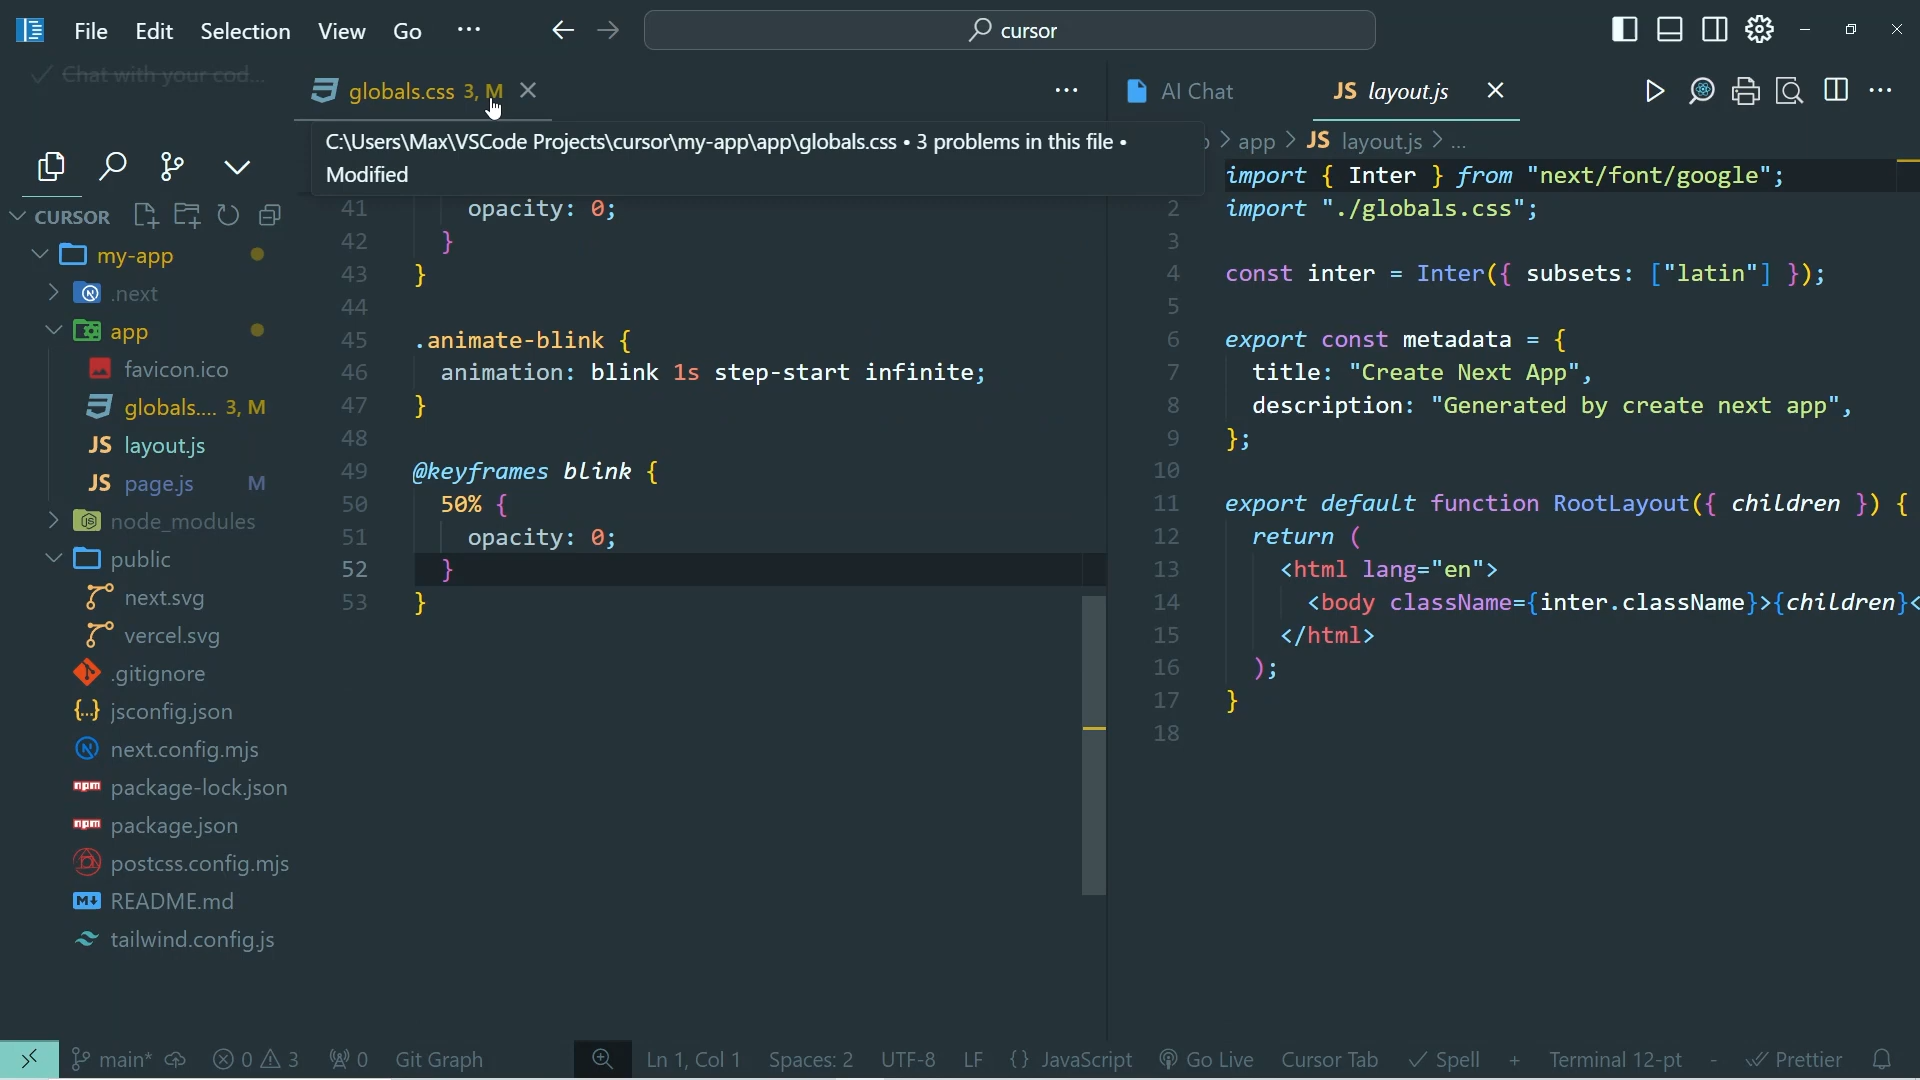 File Edit Selection View Go ··· cursor
Chat with your cod...
globals.css 3, M
AI Chat
JS layout.js
C:\Users\Max\VSCode Projects\cursor\my-app\app\globals.css • 3 problems in this file •
Modified
> app > JS layout.js > ...
CURSOR
my-app
.next
app
favicon.ico
globals.... 3, M
JS layout.js
JS page.js M
node_modules
public
next.svg
vercel.svg
.gitignore
{..} jsconfig.json
next.config.mjs
npm package-lock.json
npm package.json
postcss.config.mjs
M↓ README.md
tailwind.config.js
41 opacity: 0;
42 }
43 }
44
45 .animate-blink {
46 animation: blink 1s step-start infinite;
47 }
48
49 @keyframes blink {
50 50% {
51 opacity: 0;
52 }
53 }
import { Inter } from "next/font/google";
2 import "./globals.css";
3
4 const inter = Inter({ subsets: ["latin"] });
5
6 export const metadata = {
7 title: "Create Next App",
8 description: "Generated by create next app",
9 };
10
11 export default function RootLayout({ children }) {
12 return (
13 <html lang="en">
14 <body className={inter.className}>{children}<
15 </html>
16 );
17 }
18
main* 0 3 0 Git Graph Ln 1, Col 1 Spaces: 2 UTF-8 LF {} JavaScript Go Live Cursor Tab Spell + Terminal 12-pt - Prettier